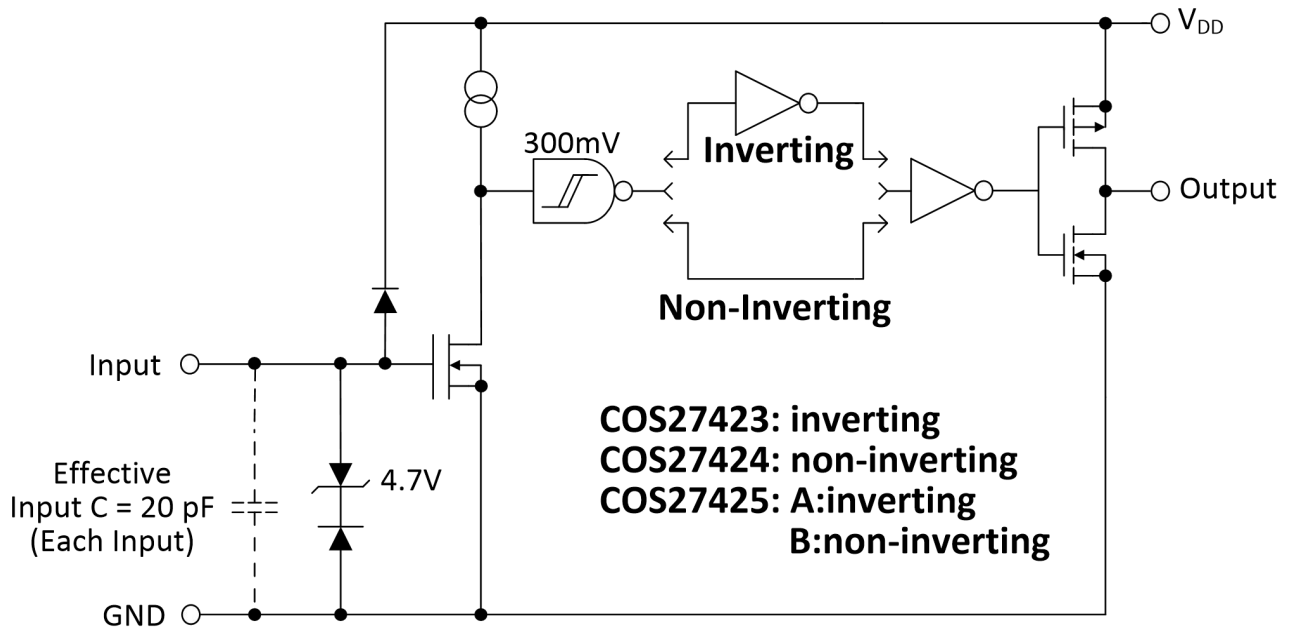 V_DD
300mV
Inverting
Output
Non-Inverting
Input
COS27423: inverting
COS27424: non-inverting
COS27425: A:inverting
B:non-inverting
4.7V
Effective
Input C = 20 pF
(Each Input)
GND